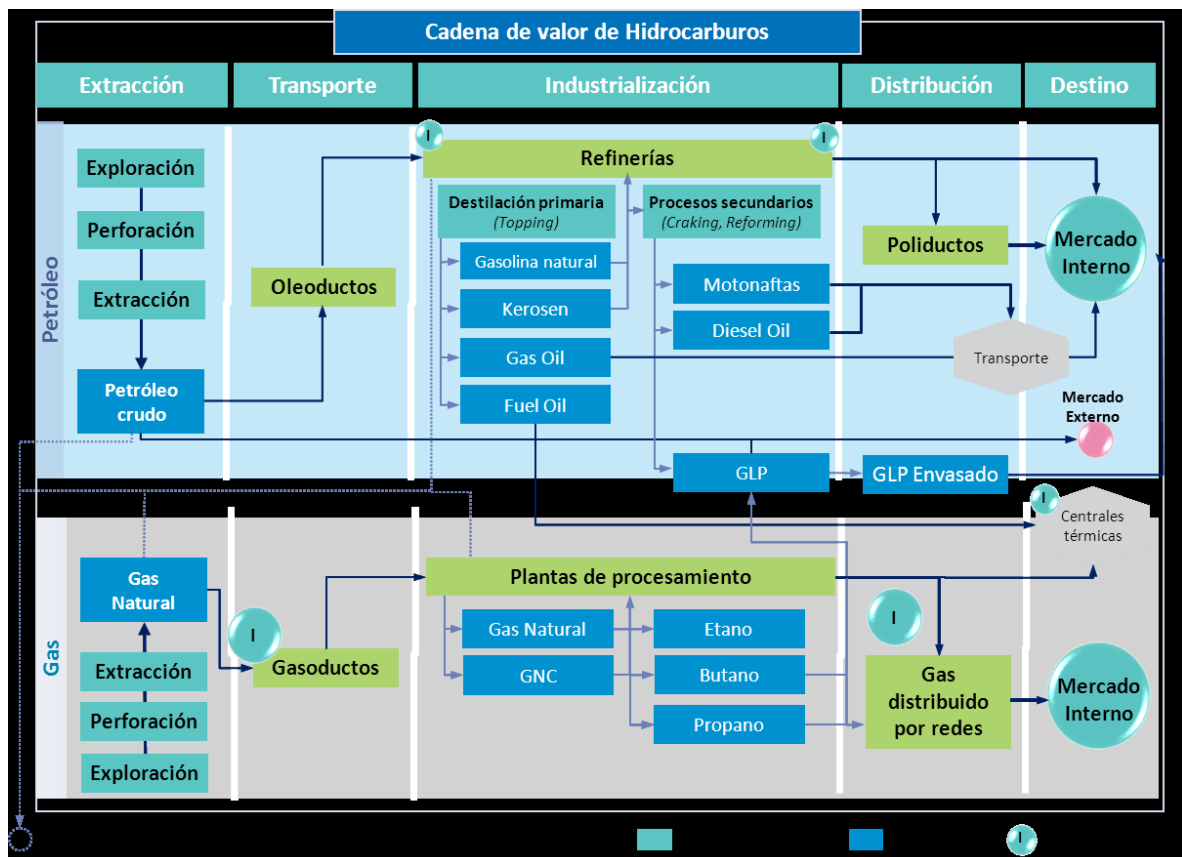 Cadena de valor de Hidrocarburos
Extracción
Transporte
Industrialización
Distribución
Destino
Petróleo
Exploración
Perforación
Extracción
Petróleo
crudo
Oleoductos
I
Refinerías
I
Destilación primaria
(Topping)
Procesos secundarios
(Craking, Reforming)
Gasolina natural
Kerosen
Gas Oil
Fuel Oil
Motonaftas
Diesel Oil
GLP
Poliductos
GLP Envasado
Mercado
Interno
Transporte
Mercado
Externo
I
Centrales
térmicas
Gas
Gas
Natural
Extracción
Perforación
Exploración
I
Gasoductos
Plantas de procesamiento
Gas Natural
GNC
Etano
Butano
Propano
I
Gas
distribuido
por redes
Mercado
Interno
I